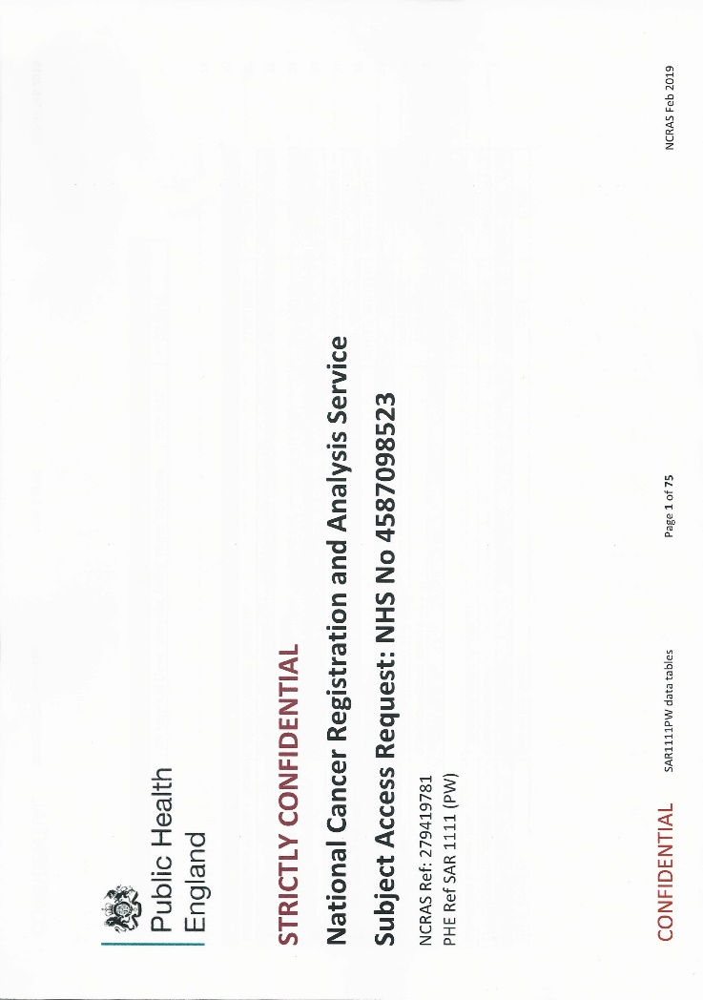 Public Health
England
STRICTLY CONFIDENTIAL
National Cancer Registration and Analysis Service
Subject Access Request: NHS No 4587098523
NCRAS Ref: 279419781
PHE Ref SAR 1111 (PW)
CONFIDENTIAL SAR1111PW data tables Page 1 of 75 NCRAS Feb 2019